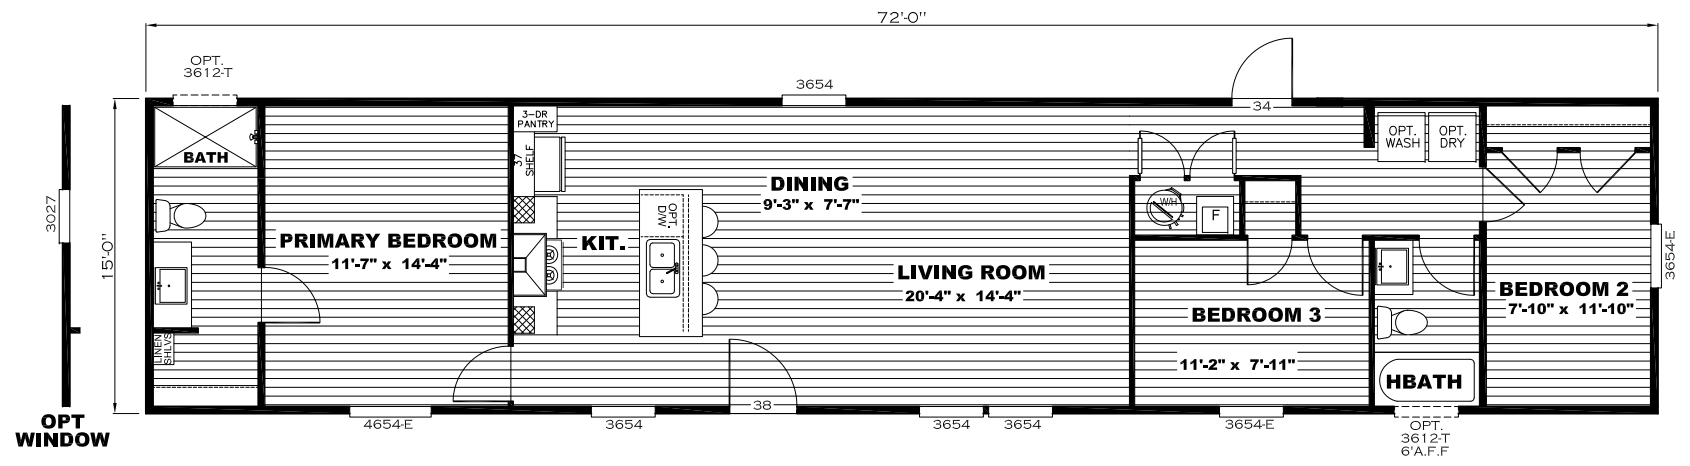 72'-0"
OPT.
3612-T
3654
34
3-DR
PANTRY
37
SHELF
OPT.
WASH
OPT.
DRY
BATH
3027
15'-0"
DINING
9'-3" x 7'-7"
OPT.
D/W
W/H
F
PRIMARY BEDROOM
11'-7" x 14'-4"
KIT.
LIVING ROOM
20'-4" x 14'-4"
3654-E
BEDROOM 2
7'-10" x 11'-10"
BEDROOM 3
11'-2" x 7'-11"
LINEN
SHLVS
HBATH
38
OPT
WINDOW
4654-E
3654
3654
3654
3654-E
OPT.
3612-T
6'A.F.F